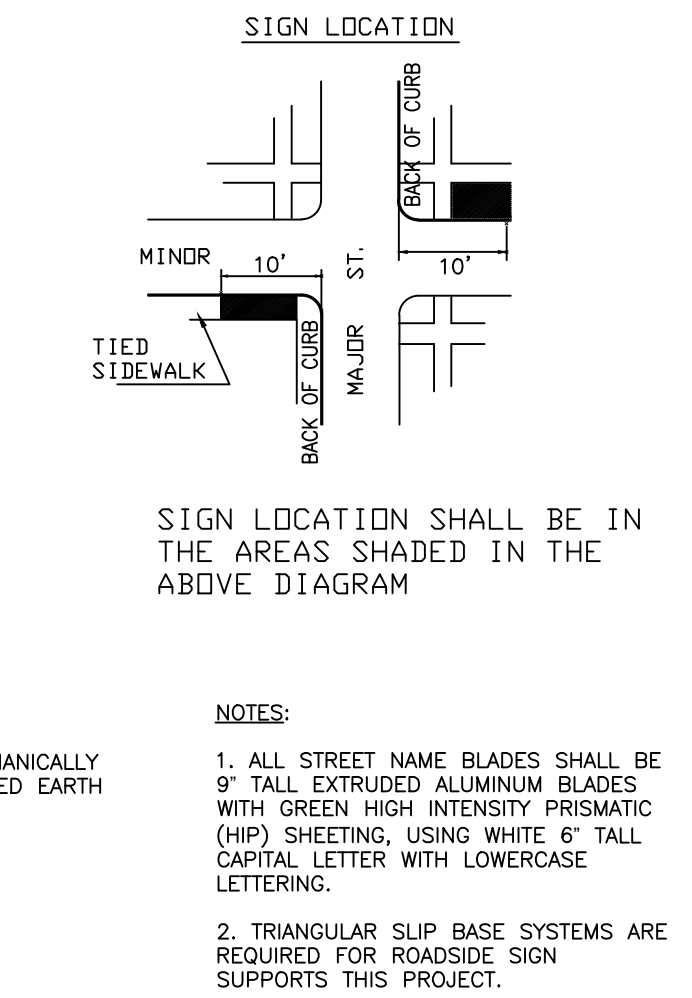 SIGN LOCATION
BACK OF CURB
MINOR
10'
ST.
10'
TIED
SIDEWALK
BACK OF CURB
MAJOR
SIGN LOCATION SHALL BE IN
THE AREAS SHADED IN THE
ABOVE DIAGRAM
NOTES:
ANICALLY
ED EARTH
1. ALL STREET NAME BLADES SHALL BE
9" TALL EXTRUDED ALUMINUM BLADES
WITH GREEN HIGH INTENSITY PRISMATIC
(HIP) SHEETING, USING WHITE 6" TALL
CAPITAL LETTER WITH LOWERCASE
LETTERING.
2. TRIANGULAR SLIP BASE SYSTEMS ARE
REQUIRED FOR ROADSIDE SIGN
SUPPORTS THIS PROJECT.